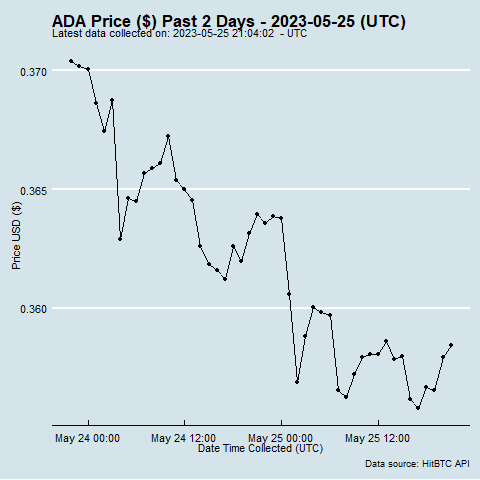 ADA Price ($) Past 2 Days - 2023-05-25 (UTC)
Latest data collected on: 2023-05-25 21:04:02  - UTC
0.370
0.365
0.360
Price USD ($)
May 24 00:00
May 24 12:00
May 25 00:00
May 25 12:00
Date Time Collected (UTC)
Data source: HitBTC API